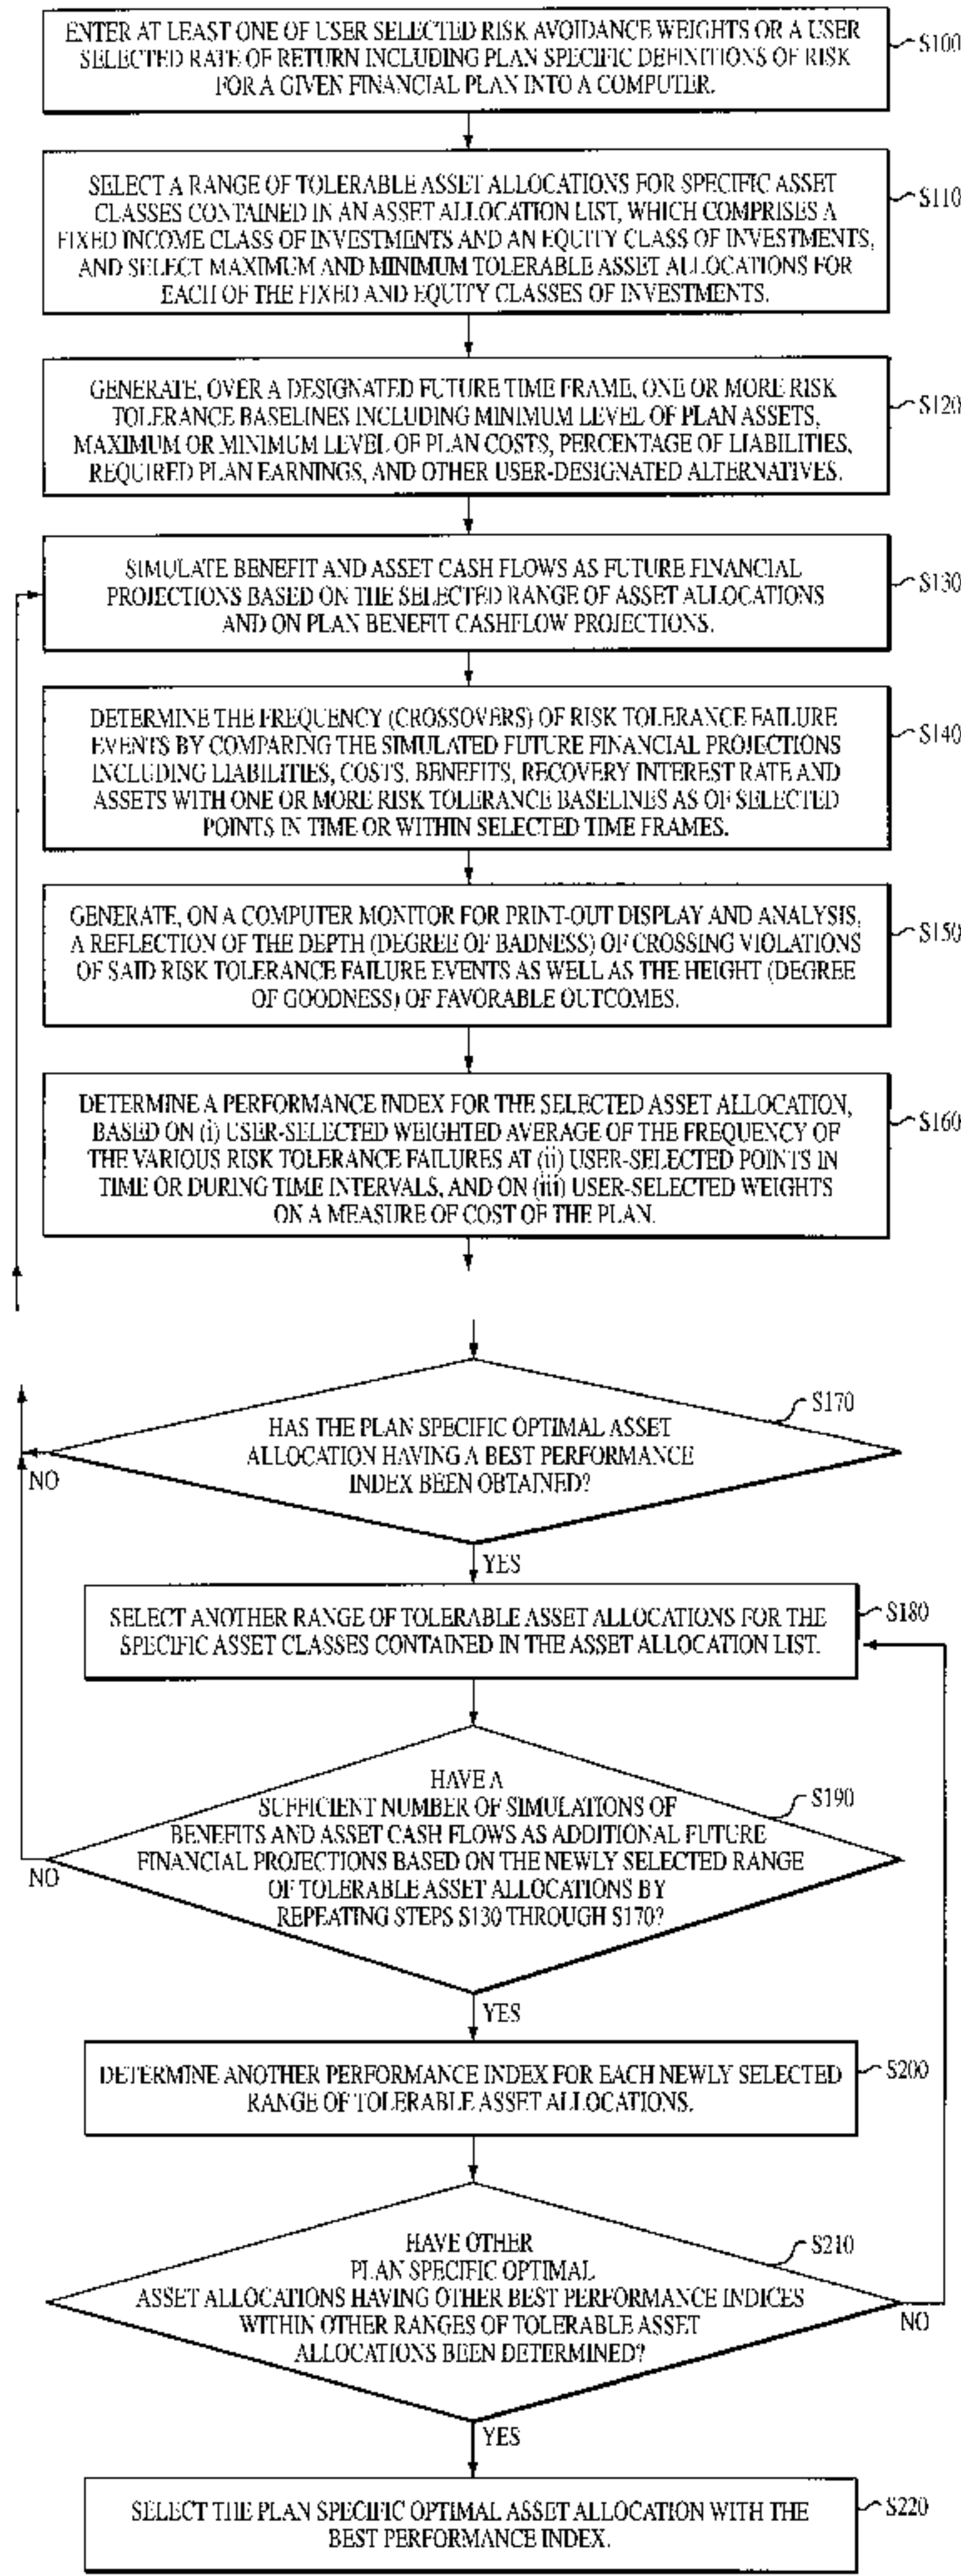 ENTER AT LEAST ONE OF USER SELECTED RISK AVOIDANCE WEIGHTS OR A USER
SELECTED RATE OF RETURN INCLUDING PLAN SPECIFIC DEFINITIONS OF RISK
FOR A GIVEN FINANCIAL PLAN INTO A COMPUTER.
S100
SELECT A RANGE OF TOLERABLE ASSET ALLOCATIONS FOR SPECIFIC ASSET
CLASSES CONTAINED IN AN ASSET ALLOCATION LIST, WHICH COMPRISES A
FIXED INCOME CLASS OF INVESTMENTS AND AN EQUITY CLASS OF INVESTMENTS,
AND SELECT MAXIMUM AND MINIMUM TOLERABLE ASSET ALLOCATIONS FOR
EACH OF THE FIXED AND EQUITY CLASSES OF INVESTMENTS.
S110
GENERATE, OVER A DESIGNATED FUTURE TIME FRAME, ONE OR MORE RISK
TOLERANCE BASELINES INCLUDING MINIMUM LEVEL OF PLAN ASSETS,
MAXIMUM OR MINIMUM LEVEL OF PLAN COSTS, PERCENTAGE OF LIABILITIES,
REQUIRED PLAN EARNINGS, AND OTHER USER-DESIGNATED ALTERNATIVES.
S120
SIMULATE BENEFIT AND ASSET CASH FLOWS AS FUTURE FINANCIAL
PROJECTIONS BASED ON THE SELECTED RANGE OF ASSET ALLOCATIONS
AND ON PLAN BENEFIT CASHFLOW PROJECTIONS.
S130
DETERMINE THE FREQUENCY (CROSSOVERS) OF RISK TOLERANCE FAILURE
EVENTS BY COMPARING THE SIMULATED FUTURE FINANCIAL PROJECTIONS
INCLUDING LIABILITIES, COSTS, BENEFITS, RECOVERY INTEREST RATE AND
ASSETS WITH ONE OR MORE RISK TOLERANCE BASELINES AS OF SELECTED
POINTS IN TIME OR WITHIN SELECTED TIME FRAMES.
S140
GENERATE, ON A COMPUTER MONITOR FOR PRINT-OUT DISPLAY AND ANALYSIS,
A REFLECTION OF THE DEPTH (DEGREE OF BADNESS) OF CROSSING VIOLATIONS
OF SAID RISK TOLERANCE FAILURE EVENTS AS WELL AS THE HEIGHT (DEGREE
OF GOODNESS) OF FAVORABLE OUTCOMES.
S150
DETERMINE A PERFORMANCE INDEX FOR THE SELECTED ASSET ALLOCATION,
BASED ON (i) USER-SELECTED WEIGHTED AVERAGE OF THE FREQUENCY OF
THE VARIOUS RISK TOLERANCE FAILURES AT (ii) USER-SELECTED POINTS IN
TIME OR DURING TIME INTERVALS, AND ON (iii) USER-SELECTED WEIGHTS
ON A MEASURE OF COST OF THE PLAN.
S160
HAS THE PLAN SPECIFIC OPTIMAL ASSET
ALLOCATION HAVING A BEST PERFORMANCE
INDEX BEEN OBTAINED?
S170
NO
YES
SELECT ANOTHER RANGE OF TOLERABLE ASSET ALLOCATIONS FOR THE
SPECIFIC ASSET CLASSES CONTAINED IN THE ASSET ALLOCATION LIST.
S180
HAVE A
SUFFICIENT NUMBER OF SIMULATIONS OF
BENEFITS AND ASSET CASH FLOWS AS ADDITIONAL FUTURE
FINANCIAL PROJECTIONS BASED ON THE NEWLY SELECTED RANGE
OF TOLERABLE ASSET ALLOCATIONS BY
REPEATING STEPS S130 THROUGH S170?
S190
NO
YES
DETERMINE ANOTHER PERFORMANCE INDEX FOR EACH NEWLY SELECTED
RANGE OF TOLERABLE ASSET ALLOCATIONS.
S200
HAVE OTHER
PLAN SPECIFIC OPTIMAL
ASSET ALLOCATIONS HAVING OTHER BEST PERFORMANCE INDICES
WITHIN OTHER RANGES OF TOLERABLE ASSET
ALLOCATIONS BEEN DETERMINED?
S210
NO
YES
SELECT THE PLAN SPECIFIC OPTIMAL ASSET ALLOCATION WITH THE
BEST PERFORMANCE INDEX.
S220